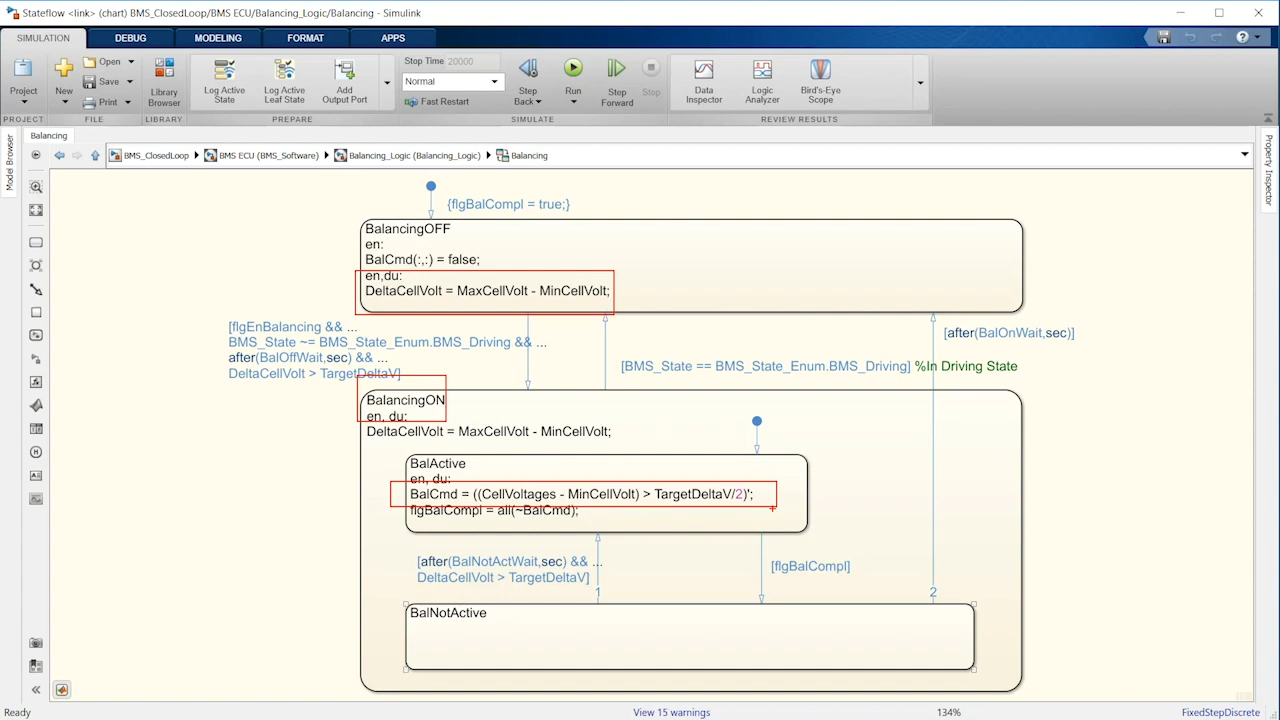 Stateflow <link> (chart) BMS_ClosedLoop/BMS ECU/Balancing_Logic/Balancing - Simulink
SIMULATION DEBUG MODELING FORMAT APPS
Project
New
Open
Save
Print
Library Browser
Log Active State
Log Active Leaf State
Add Output Port
Stop Time 20000
Normal
Fast Restart
Step Back
Run
Step Forward
Stop
Data Inspector
Logic Analyzer
Bird's-Eye Scope
PROJECT FILE LIBRARY PREPARE SIMULATE REVIEW RESULTS
Model Browser
Property Inspector
Balancing
BMS_ClosedLoop BMS ECU (BMS_Software) Balancing_Logic (Balancing_Logic) Balancing
{flgBalCompl = true;}
BalancingOFF
en:
BalCmd(:,:) = false;
en,du:
DeltaCellVolt = MaxCellVolt - MinCellVolt;
[flgEnBalancing && ...
BMS_State ~= BMS_State_Enum.BMS_Driving && ...
after(BalOffWait,sec) && ...
DeltaCellVolt > TargetDeltaV]
[after(BalOnWait,sec)]
[BMS_State == BMS_State_Enum.BMS_Driving] %In Driving State
BalancingON
en, du:
DeltaCellVolt = MaxCellVolt - MinCellVolt;
BalActive
en, du:
BalCmd = ((CellVoltages - MinCellVolt) > TargetDeltaV/2)';
flgBalCompl = all(~BalCmd);
[after(BalNotActWait,sec) && ...
DeltaCellVolt > TargetDeltaV]
[flgBalCompl]
1
2
BalNotActive
Ready View 15 warnings 134% FixedStepDiscrete